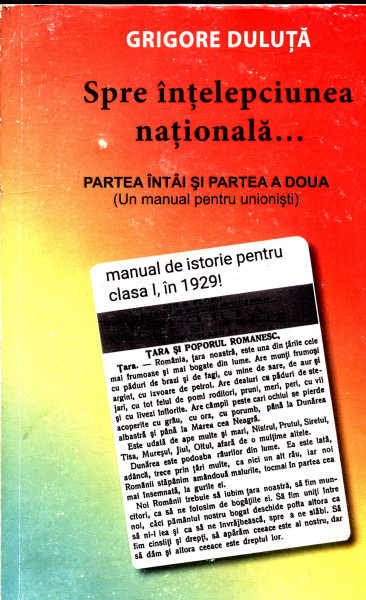 GRIGORE DULUȚĂ
Spre înțelepciunea
națională...
PARTEA ÎNTÂI ȘI PARTEA A DOUA
(Un manual pentru unioniști)
manual de istorie pentru
clasa I, în 1929!
ȚARA ȘI POPORUL ROMANESC.
Țara. — România, țara noastră, este una din țările cele
mai frumoase și mai bogate din lume. Are munți frumoși
cu păduri de brazi și de fagi, cu mine de sare, de aur și
argint, cu izvoare de petrol. Are dealuri cu păduri de ste-
jari, cu tot felul de pomi roditori, pruni, meri, peri, cu vii
și cu livezi înflorite. Are câmpii peste cari ochiul se pierde
acoperite cu grâu, cu orz, cu porumb, până la Dunărea
albastră și până la Marea cea Neagră.
Este udată de ape multe și mari, Nistrul, Prutul, Siretul,
Tisa, Mureșul, Jiul, Oltul, afară de o mulțime altele.
Dunărea este podoaba râurilor din lume. Ea este lată,
adâncă, trece prin țări multe, ca nici un alt râu, iar noi
Românii stăpânim amândouă malurile, tocmai în partea cea
mai însemnată, la gurile ei.
Noi Românii trebuie să iubim țara noastră, să fim mun-
citori, ca să ne folosim de bogățiile ei. Să fim uniți între
noi, căci pământul nostru bogat deschide pofta altora ca
să ni-l iea și ca să ne învrăjbească, spre a ne slăbi. Să
fim cinstiți și drepți, să apărăm ceeace este al nostru, dar
să dăm și altora ceeace este dreptul lor.